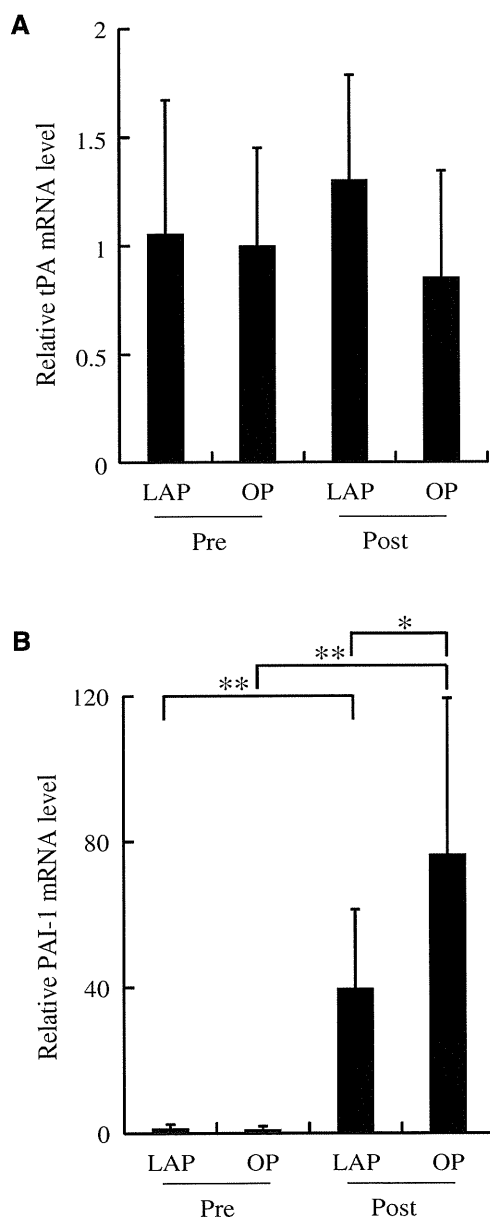 A
Relative tPA mRNA level
2
1.5
1
0.5
0
LAP OP LAP OP
Pre Post
B
Relative PAI-1 mRNA level
*
**
**
120
80
40
0
LAP OP LAP OP
Pre Post